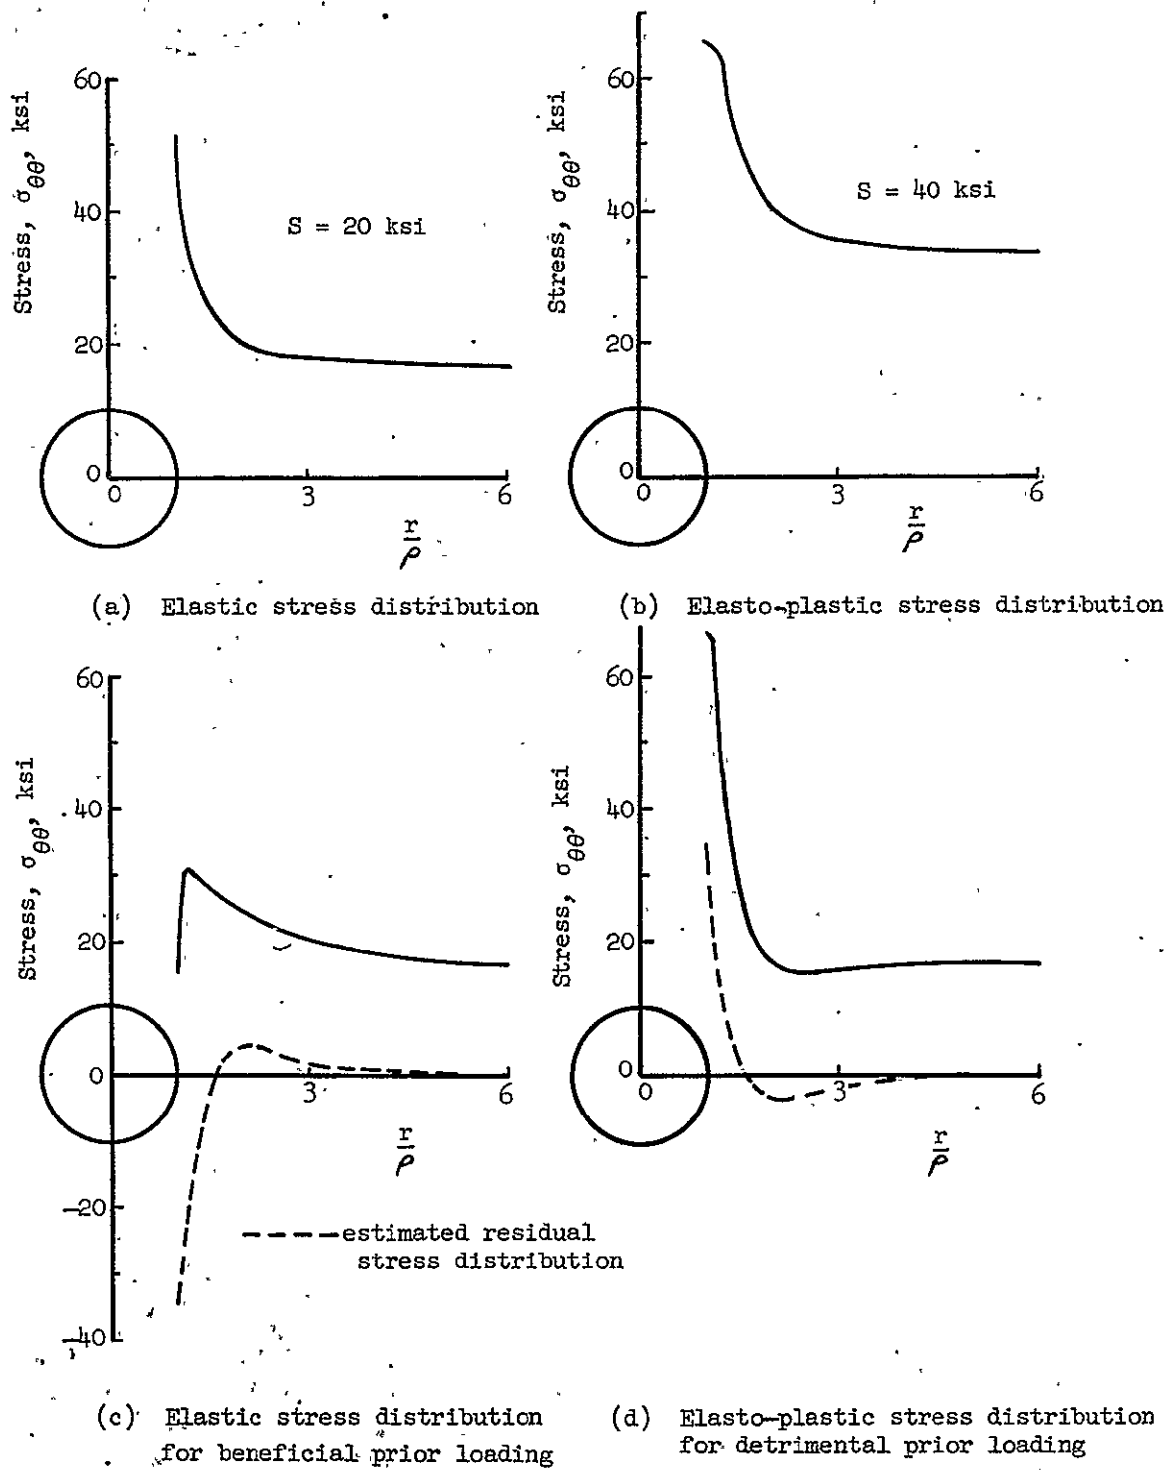 60
40
20
0
0
3
6
Stress, σθθ, ksi
S = 20 ksi
r/ρ
(a) Elastic stress distribution
60
40
20
0
0
3
6
Stress, σθθ, ksi
S = 40 ksi
r/ρ
(b) Elasto-plastic stress distribution
60
40
20
0
-20
-40
3
6
Stress, σθθ, ksi
r/ρ
estimated residual
stress distribution
(c) Elastic stress distribution
for beneficial prior loading
60
40
20
0
0
3
6
Stress, σθθ, ksi
r/ρ
(d) Elasto-plastic stress distribution
for detrimental prior loading